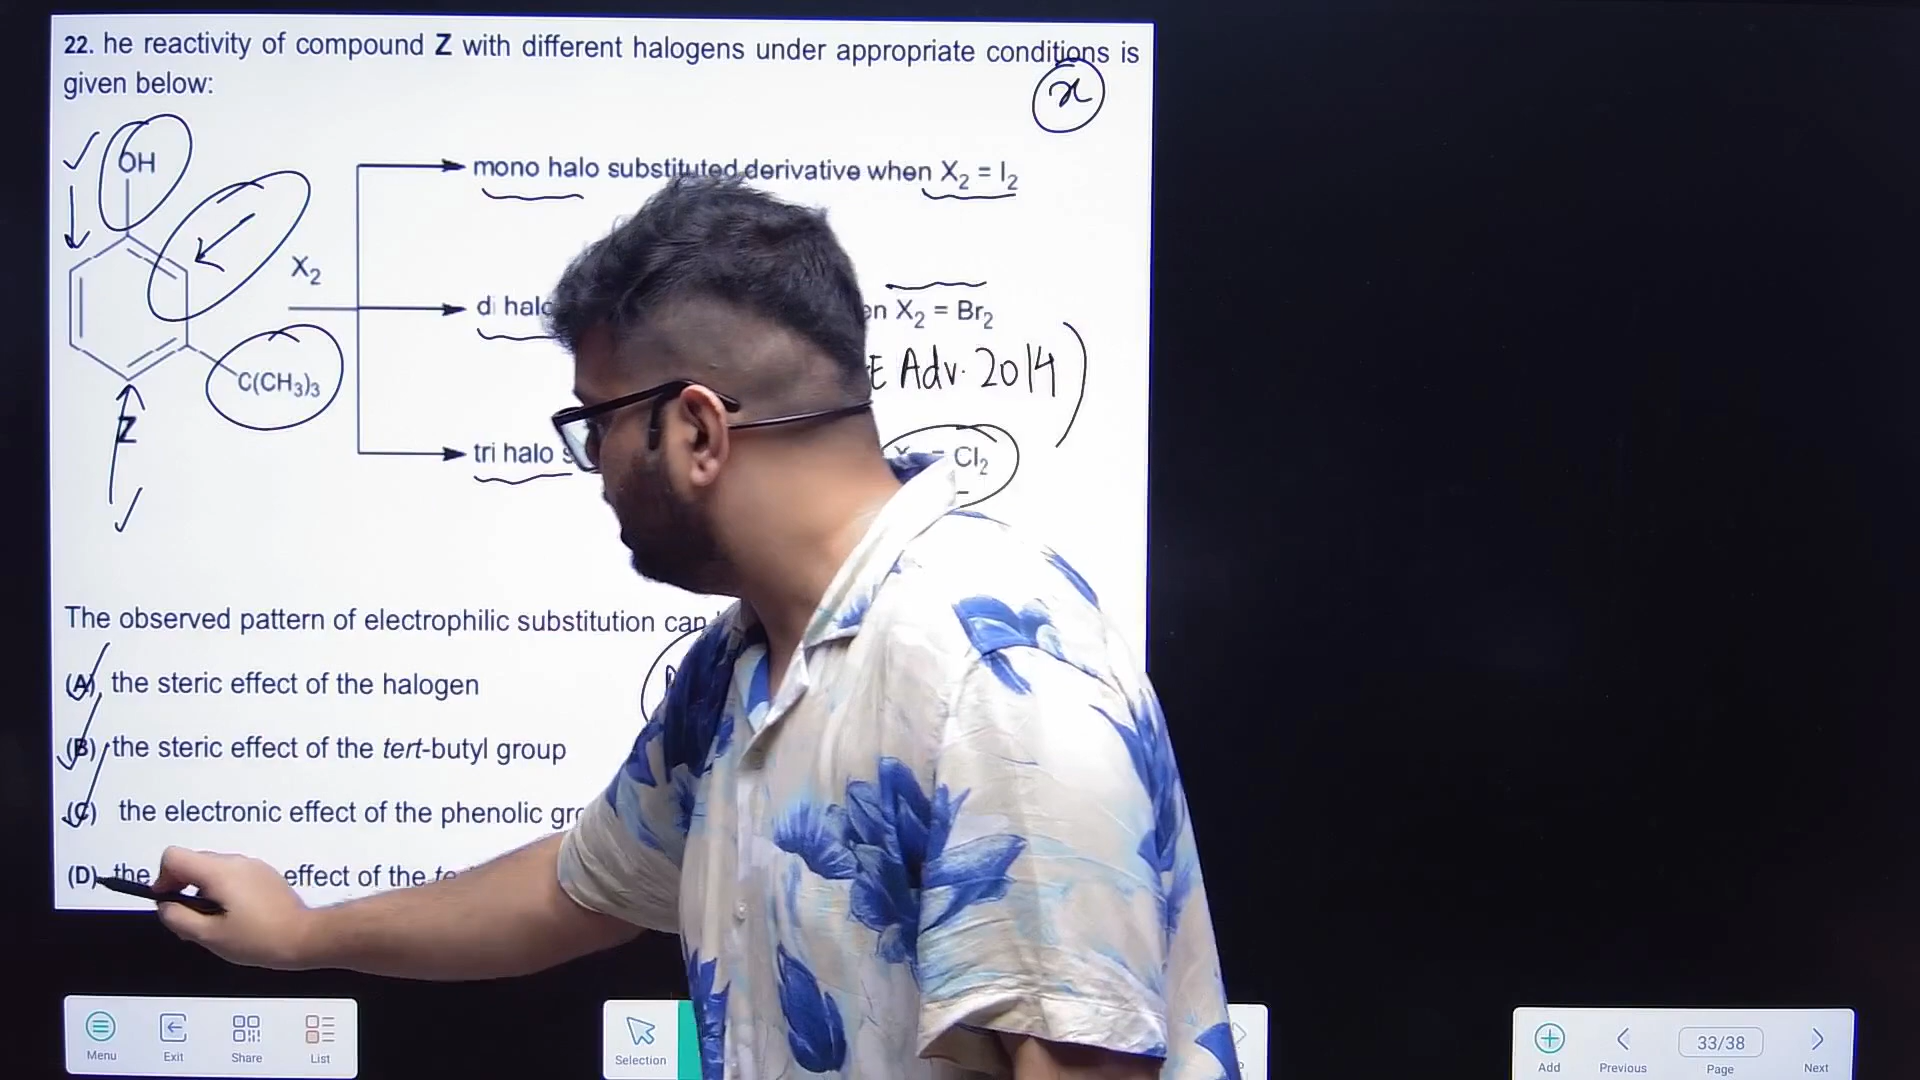 22. he reactivity of compound Z with different halogens under appropriate conditions is
given below:
x
OH
mono halo substituted derivative when X2 = I2
X2
di halo
X2 = Br2
C(CH3)3
Adv. 2014
Z
tri halo
Cl2
The observed pattern of electrophilic substitution can
(A) the steric effect of the halogen
(B) the steric effect of the tert-butyl group
(C) the electronic effect of the phenolic
(D) the effect of the
Menu
Exit
Share
List
Selection
Add
Previous
33/38
Page
Next